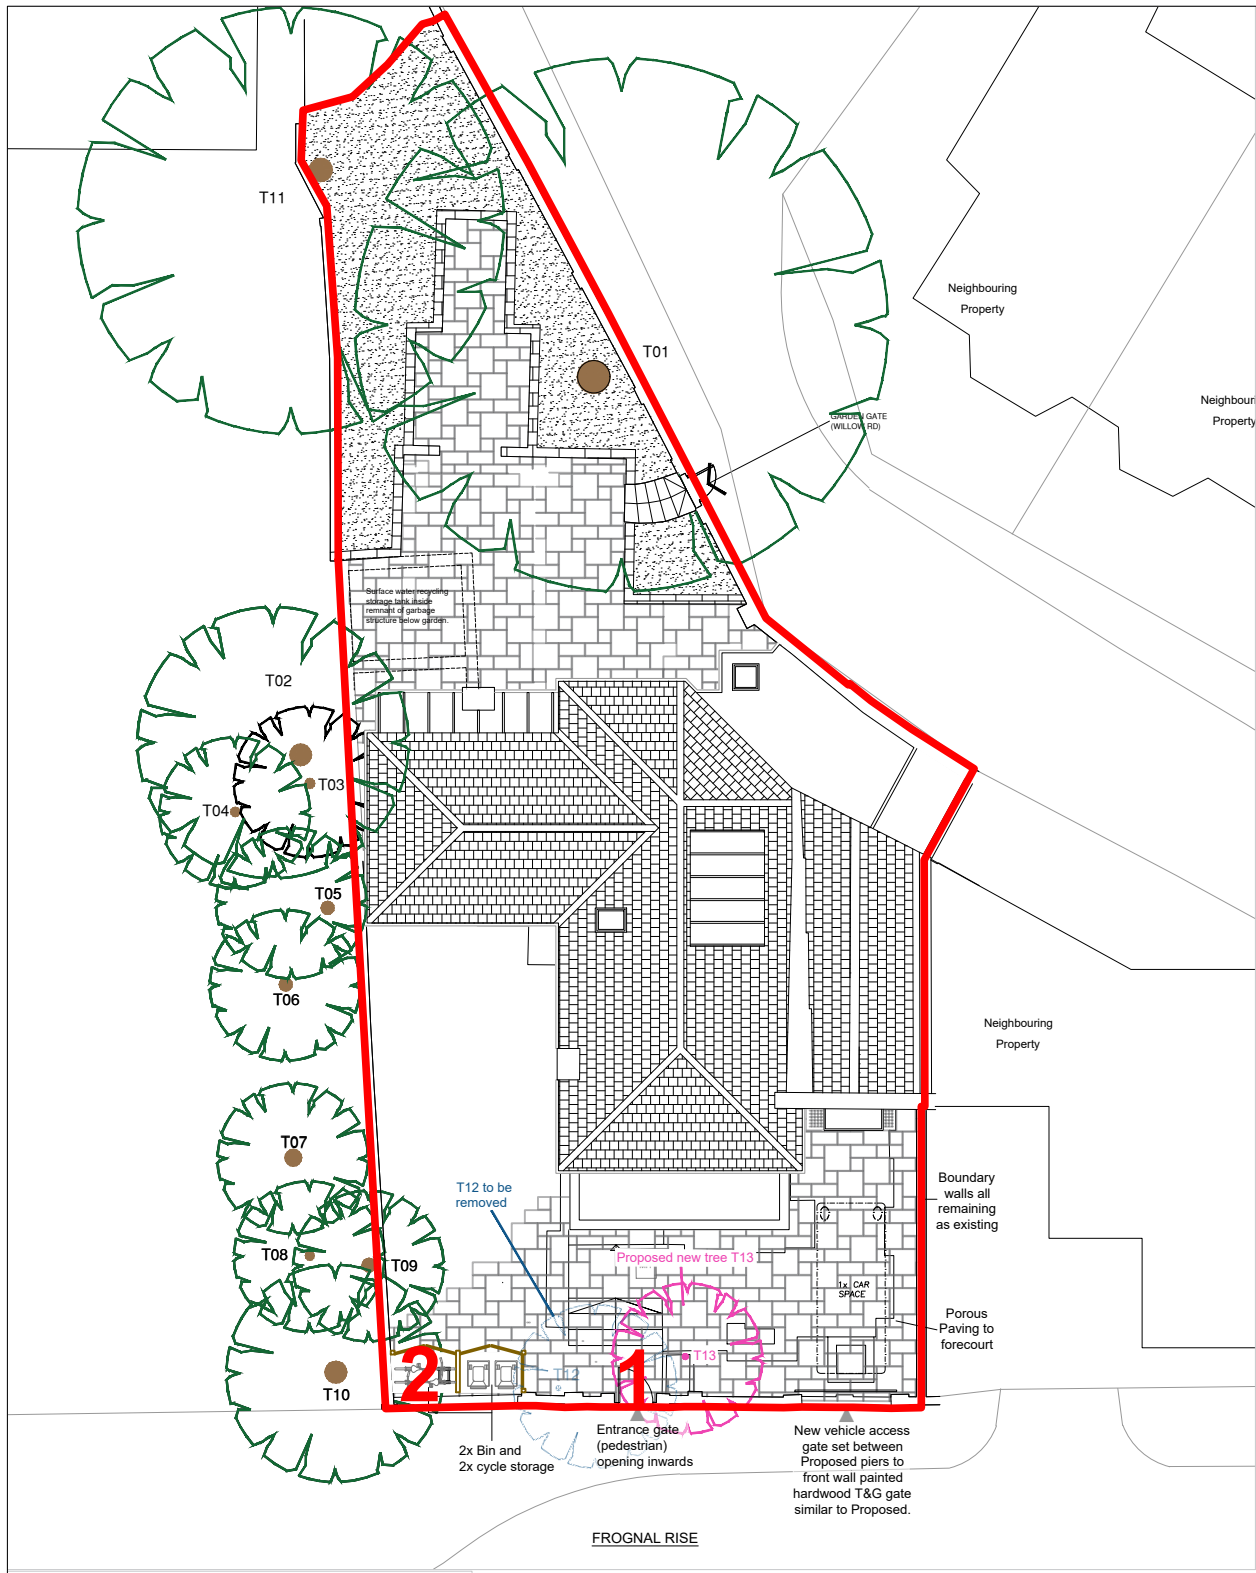 T11
Neighbouring
Property
T01
Neighbouri
Property
GARDEN GATE
(WILLOW RD)
Surface water recycling
storage tank inside
remnant of garbage
structure below garden.
T02
T03
T04
T05
T06
Neighbouring
Property
T07
T12 to be
removed
Boundary
walls all
remaining
as existing
T08
T09
Proposed new tree T13
1x CAR
SPACE
Porous
Paving to
forecourt
T13
T10
2
T12
1
2x Bin and
2x cycle storage
Entrance gate
(pedestrian)
opening inwards
New vehicle access
gate set between
Proposed piers to
front wall painted
hardwood T&G gate
similar to Proposed.
FROGNAL RISE